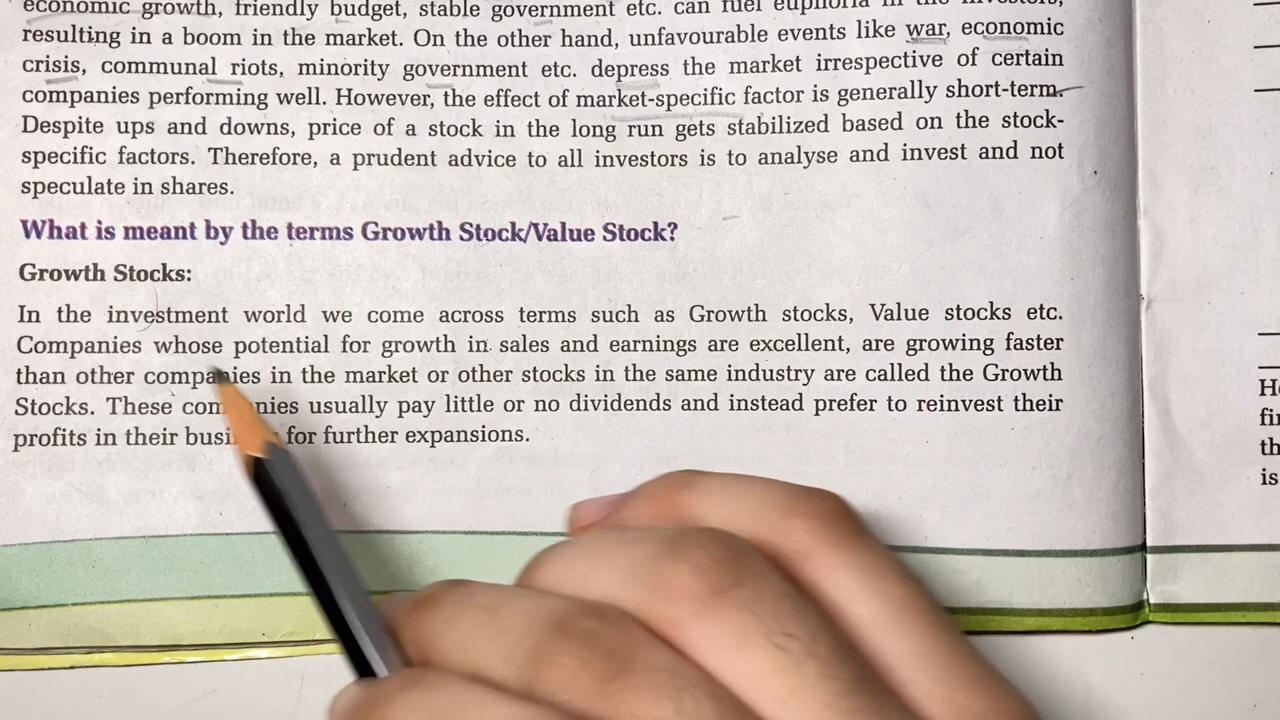 economic growth, friendly budget, stable government etc. can fuel euphoria in the investors,
resulting in a boom in the market. On the other hand, unfavourable events like war, economic
crisis, communal riots, minority government etc. depress the market irrespective of certain
companies performing well. However, the effect of market-specific factor is generally short-term.
Despite ups and downs, price of a stock in the long run gets stabilized based on the stock-
specific factors. Therefore, a prudent advice to all investors is to analyse and invest and not
speculate in shares.
What is meant by the terms Growth Stock/Value Stock?
Growth Stocks:
In the investment world we come across terms such as Growth stocks, Value stocks etc.
Companies whose potential for growth in sales and earnings are excellent, are growing faster
than other companies in the market or other stocks in the same industry are called the Growth
Stocks. These companies usually pay little or no dividends and instead prefer to reinvest their
profits in their for further expansions.
th
is